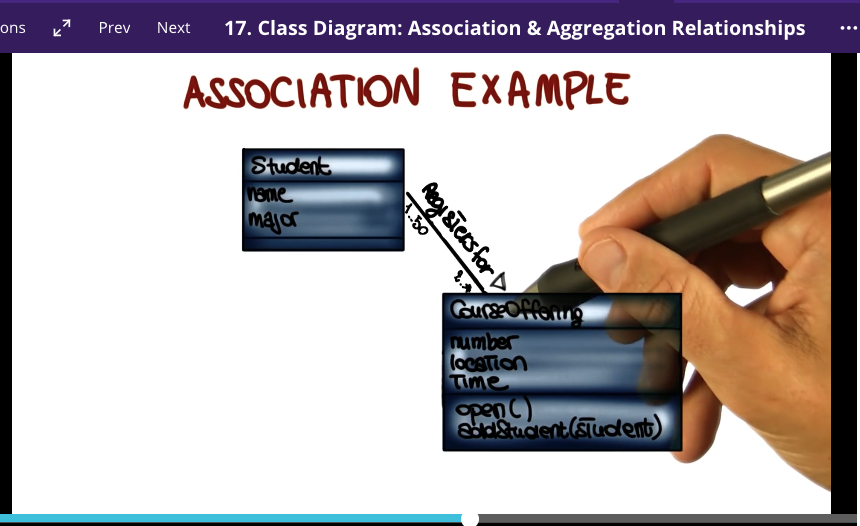 ons Prev Next 17. Class Diagram: Association & Aggregation Relationships
ASSOCIATION EXAMPLE
Student
name
major
Registers for
1..50
CourseOffering
number
location
Time
open()
addStudent(Student)